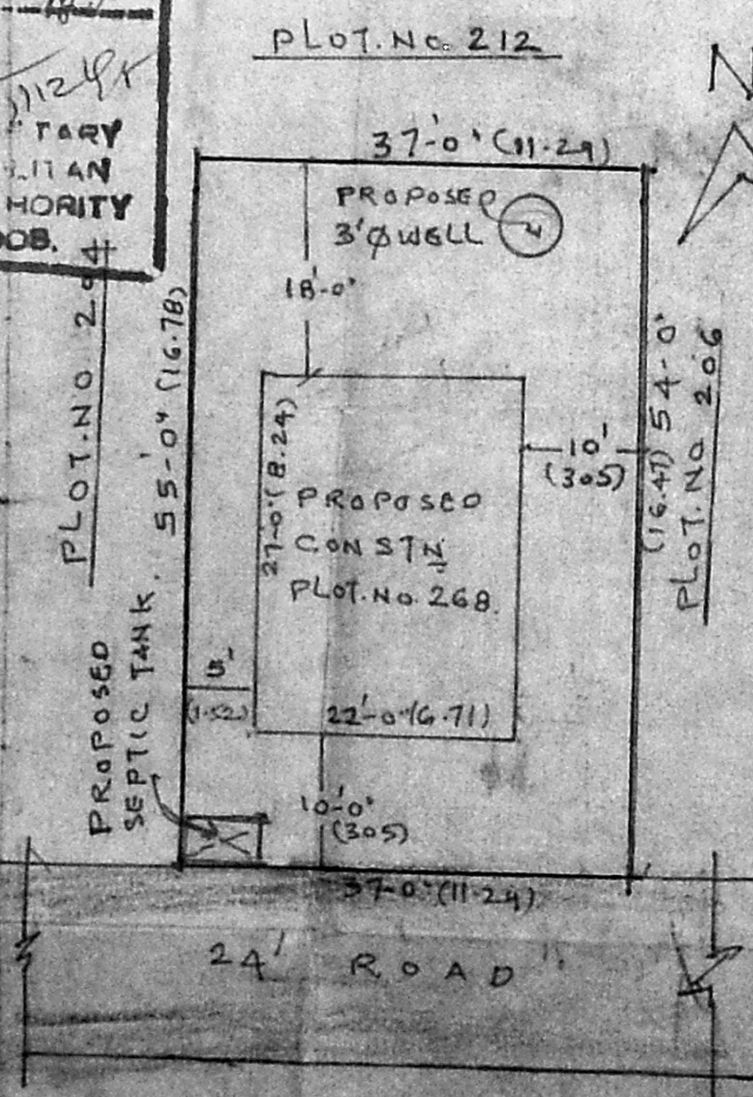 PLOT.No. 212
TARY
HORITY
37'-0" (11.29)
PROPOSED
3'Ø WELL
18'-0"
55'-0" (16.78)
27'-0" (8.24)
10'
(305)
(16.47) 54-0"
PLOT.NO 206
PROPOSED
CONSTN
PLOT.No.268.
5'
(1.52)
22'-0"(6.71)
PROPOSED
SEPTIC TANK.
10'-0"
(305)
37-0"(11.29)
24' ROAD
PLOT.NO